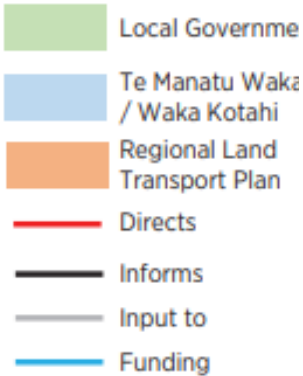 Local Governme
Te Manatu Waka
/ Waka Kotahi
Regional Land
Transport Plan
Directs
Informs
Input to
Funding